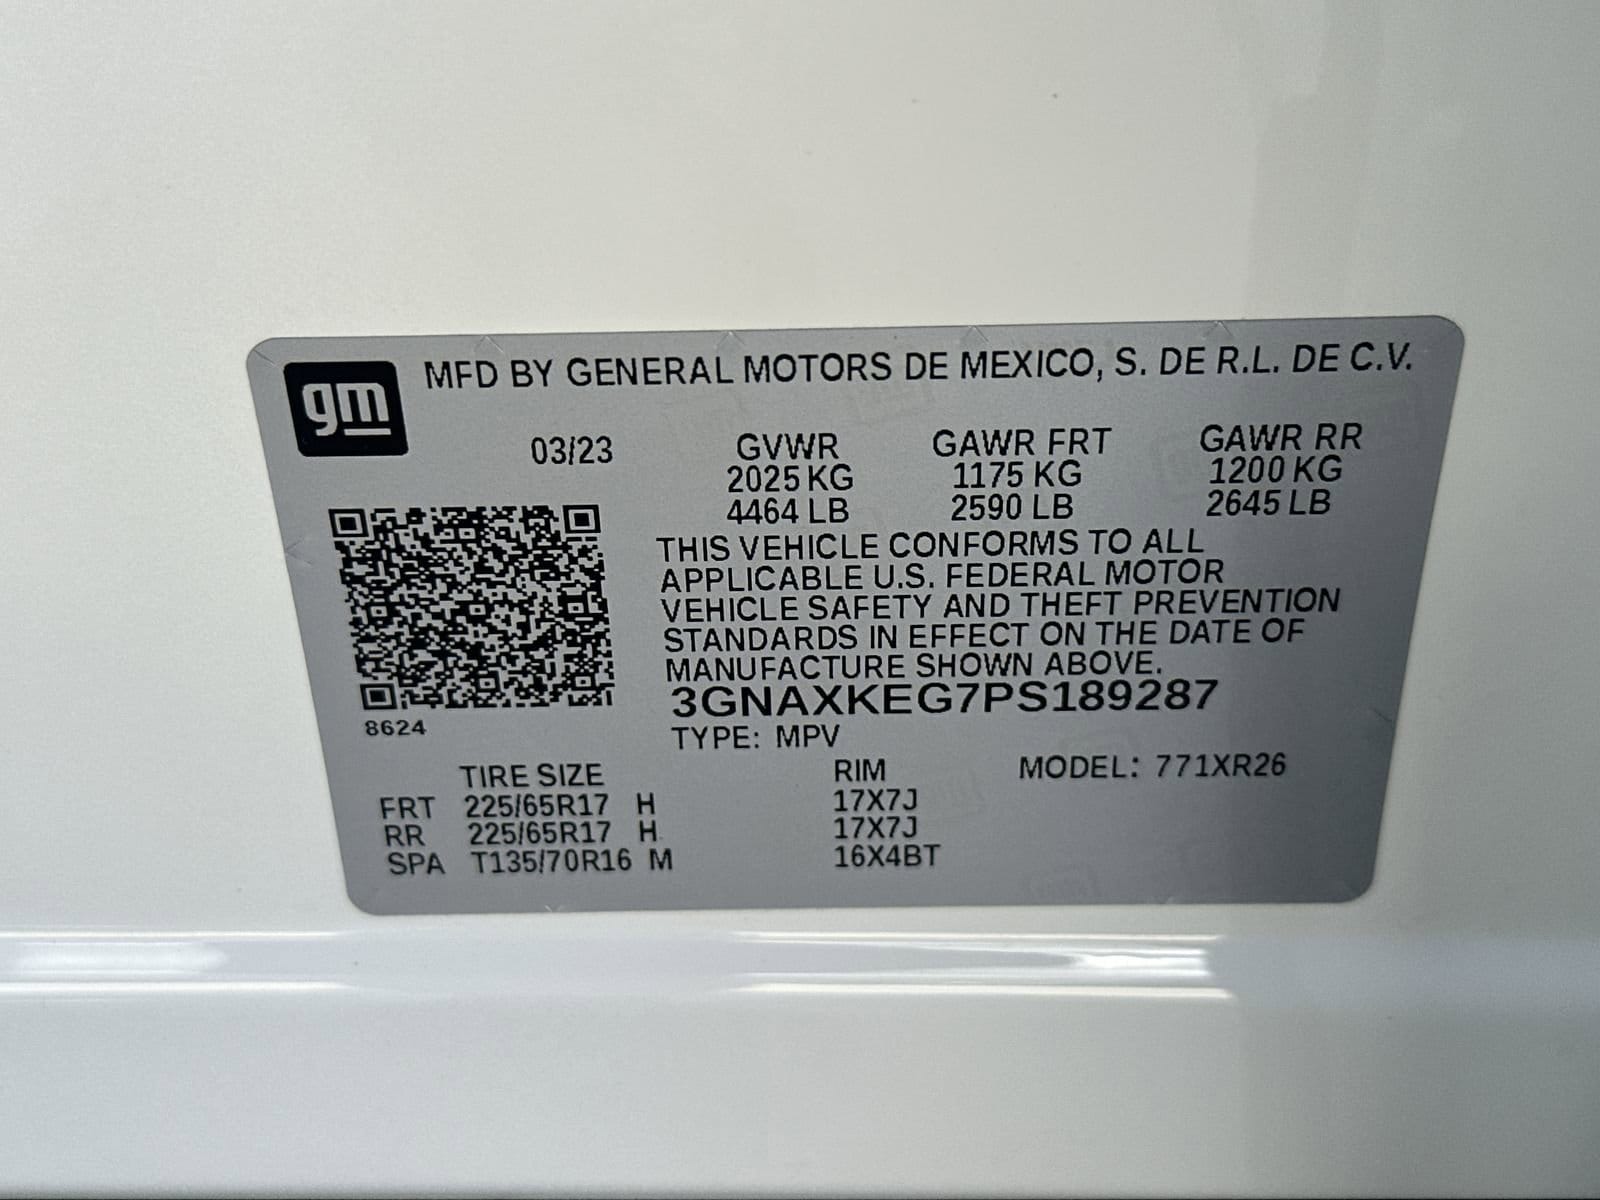 gm
MFD BY GENERAL MOTORS DE MEXICO, S. DE R.L. DE C.V.
03/23 GVWR GAWR FRT GAWR RR
2025 KG 1175 KG 1200 KG
4464 LB 2590 LB 2645 LB
THIS VEHICLE CONFORMS TO ALL
APPLICABLE U.S. FEDERAL MOTOR
VEHICLE SAFETY AND THEFT PREVENTION
STANDARDS IN EFFECT ON THE DATE OF
MANUFACTURE SHOWN ABOVE.
3GNAXKEG7PS189287
8624
TYPE: MPV
TIRE SIZE RIM MODEL: 771XR26
FRT 225/65R17 H 17X7J
RR 225/65R17 H 17X7J
SPA T135/70R16 M 16X4BT